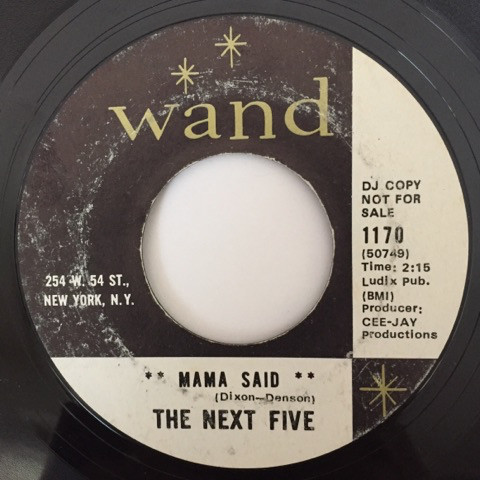 wand
DJ COPY
NOT FOR
SALE
1170
(50749)
Time: 2:15
Ludix Pub.
(BMI)
Producer:
CEE-JAY
Productions
254 W. 54 ST.,
NEW YORK, N.Y.
** MAMA SAID **
(Dixon—Denson)
THE NEXT FIVE